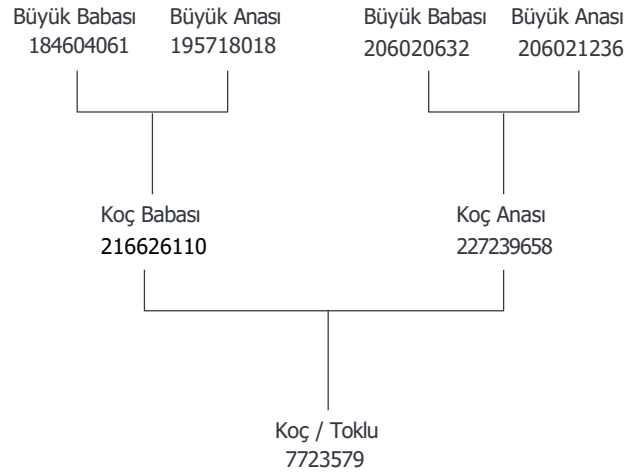 Büyük Babası Büyük Anası Büyük Babası Büyük Anası
184604061 195718018 206020632 206021236
Koç Babası Koç Anası
216626110 227239658
Koç / Toklu
7723579